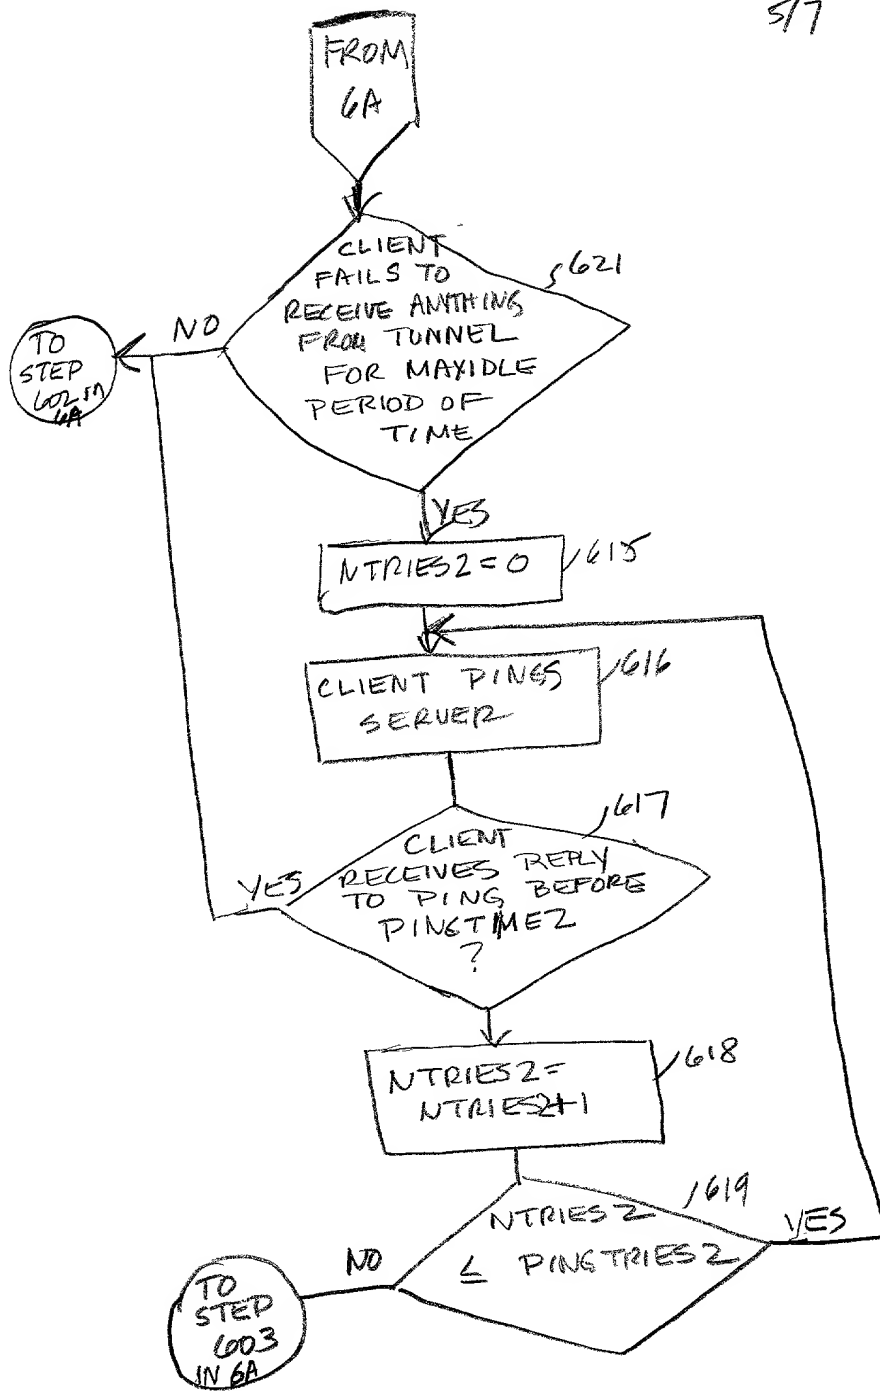 5/7
FROM
6A
CLIENT
FAILS TO
RECEIVE ANYTHING
FROM TUNNEL
FOR MAXIDLE
PERIOD OF
TIME
621
NO
TO
STEP
602 in
6A
YES
NTRIES2=0
615
CLIENT PINGS
SERVER
616
CLIENT
RECEIVES REPLY
TO PING BEFORE
PINGTIME2
?
617
YES
NTRIES2=
NTRIES2+1
618
NTRIES2
≤ PINGTRIES2
619
YES
NO
TO
STEP
603
IN 6A